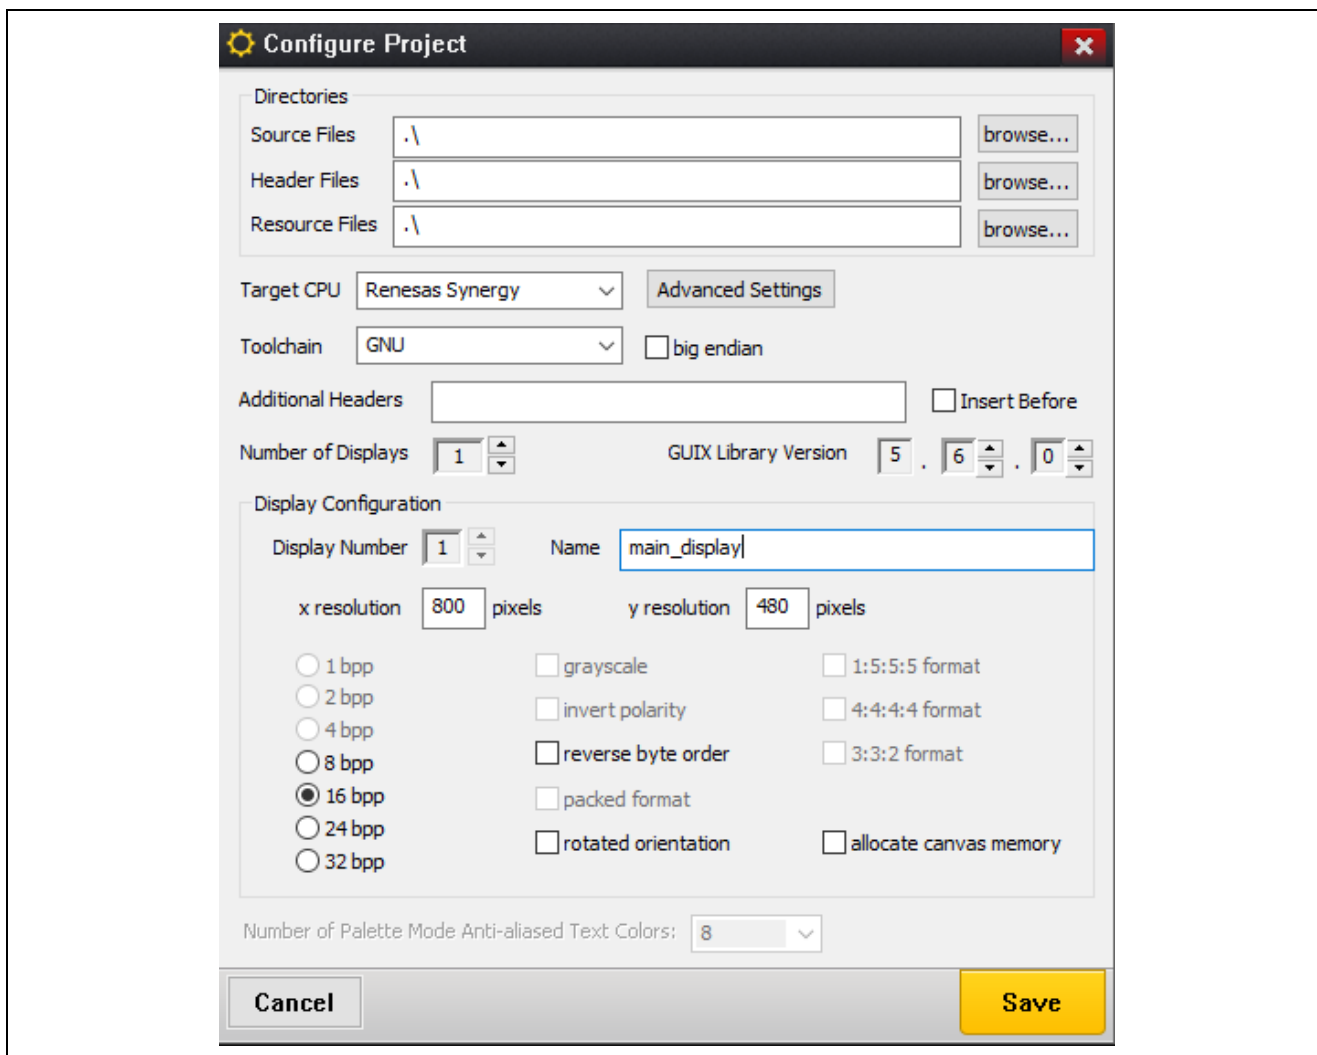 Configure Project
Directories
Source Files .\ browse...
Header Files .\ browse...
Resource Files .\ browse...
Target CPU Renesas Synergy Advanced Settings
Toolchain GNU big endian
Additional Headers Insert Before
Number of Displays 1 GUIX Library Version 5 . 6 . 0
Display Configuration
Display Number 1 Name main_display
x resolution 800 pixels y resolution 480 pixels
1 bpp grayscale 1:5:5:5 format
2 bpp invert polarity 4:4:4:4 format
4 bpp
8 bpp reverse byte order 3:3:2 format
16 bpp packed format
24 bpp rotated orientation allocate canvas memory
32 bpp
Number of Palette Mode Anti-aliased Text Colors: 8
Cancel Save